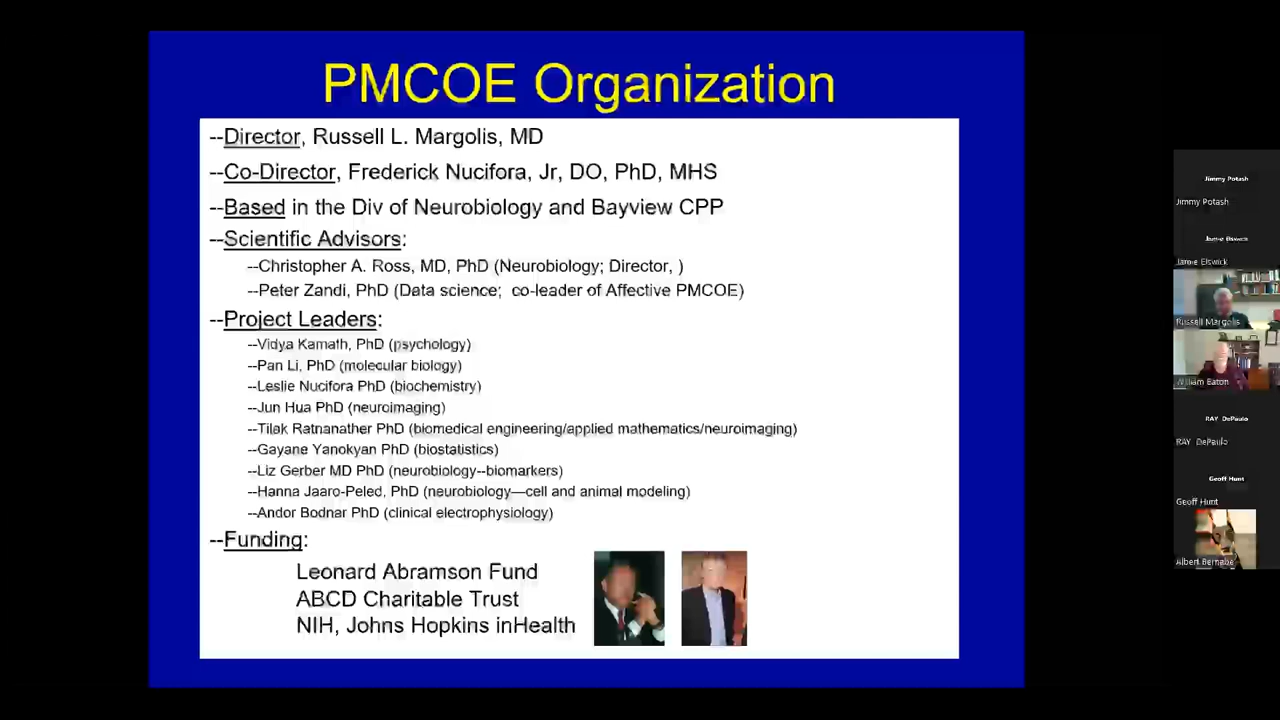 PMCOE Organization
--Director, Russell L. Margolis, MD
--Co-Director, Frederick Nucifora, Jr, DO, PhD, MHS
--Based in the Div of Neurobiology and Bayview CPP
--Scientific Advisors:
--Christopher A. Ross, MD, PhD (Neurobiology; Director, )
--Peter Zandi, PhD (Data science; co-leader of Affective PMCOE)
--Project Leaders:
--Vidya Kamath, PhD (psychology)
--Pan Li, PhD (molecular biology)
--Leslie Nucifora PhD (biochemistry)
--Jun Hua PhD (neuroimaging)
--Tilak Ratnanather PhD (biomedical engineering/applied mathematics/neuroimaging)
--Gayane Yanokyan PhD (biostatistics)
--Liz Gerber MD PhD (neurobiology--biomarkers)
--Hanna Jaaro-Peled, PhD (neurobiology—cell and animal modeling)
--Andor Bodnar PhD (clinical electrophysiology)
--Funding:
Leonard Abramson Fund
ABCD Charitable Trust
NIH, Johns Hopkins inHealth
Jimmy Potash
Jimmy Potash
Jamie Elswick
Jamie Elswick
Russell Margolis
William Eaton
RAY DePaulo
RAY DePaulo
Geoff Hunt
Geoff Hunt
Albert Bernabe